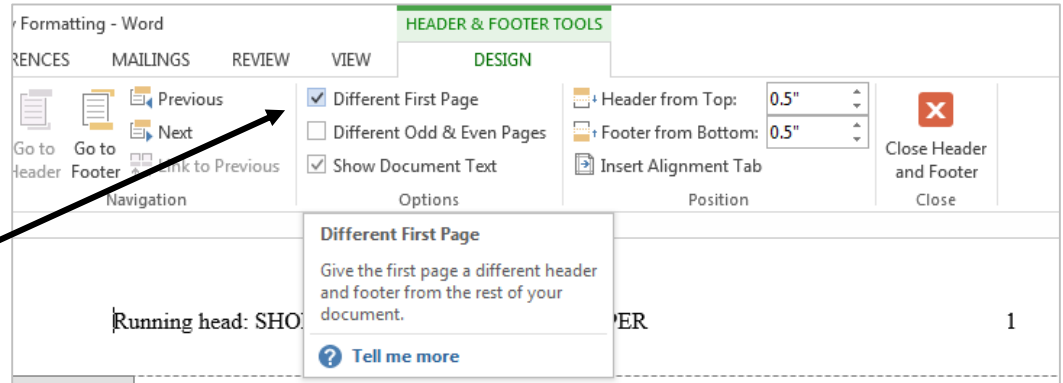 Formatting - Word
HEADER & FOOTER TOOLS
RENCES MAILINGS REVIEW VIEW DESIGN
Previous
Next
Link to Previous
Go to Header
Go to Footer
Navigation
Different First Page
Different Odd & Even Pages
Show Document Text
Options
Header from Top: 0.5"
Footer from Bottom: 0.5"
Insert Alignment Tab
Position
Close Header
and Footer
Close
Different First Page
Give the first page a different header
and footer from the rest of your
document.
Tell me more
Running head: SHO PER 1